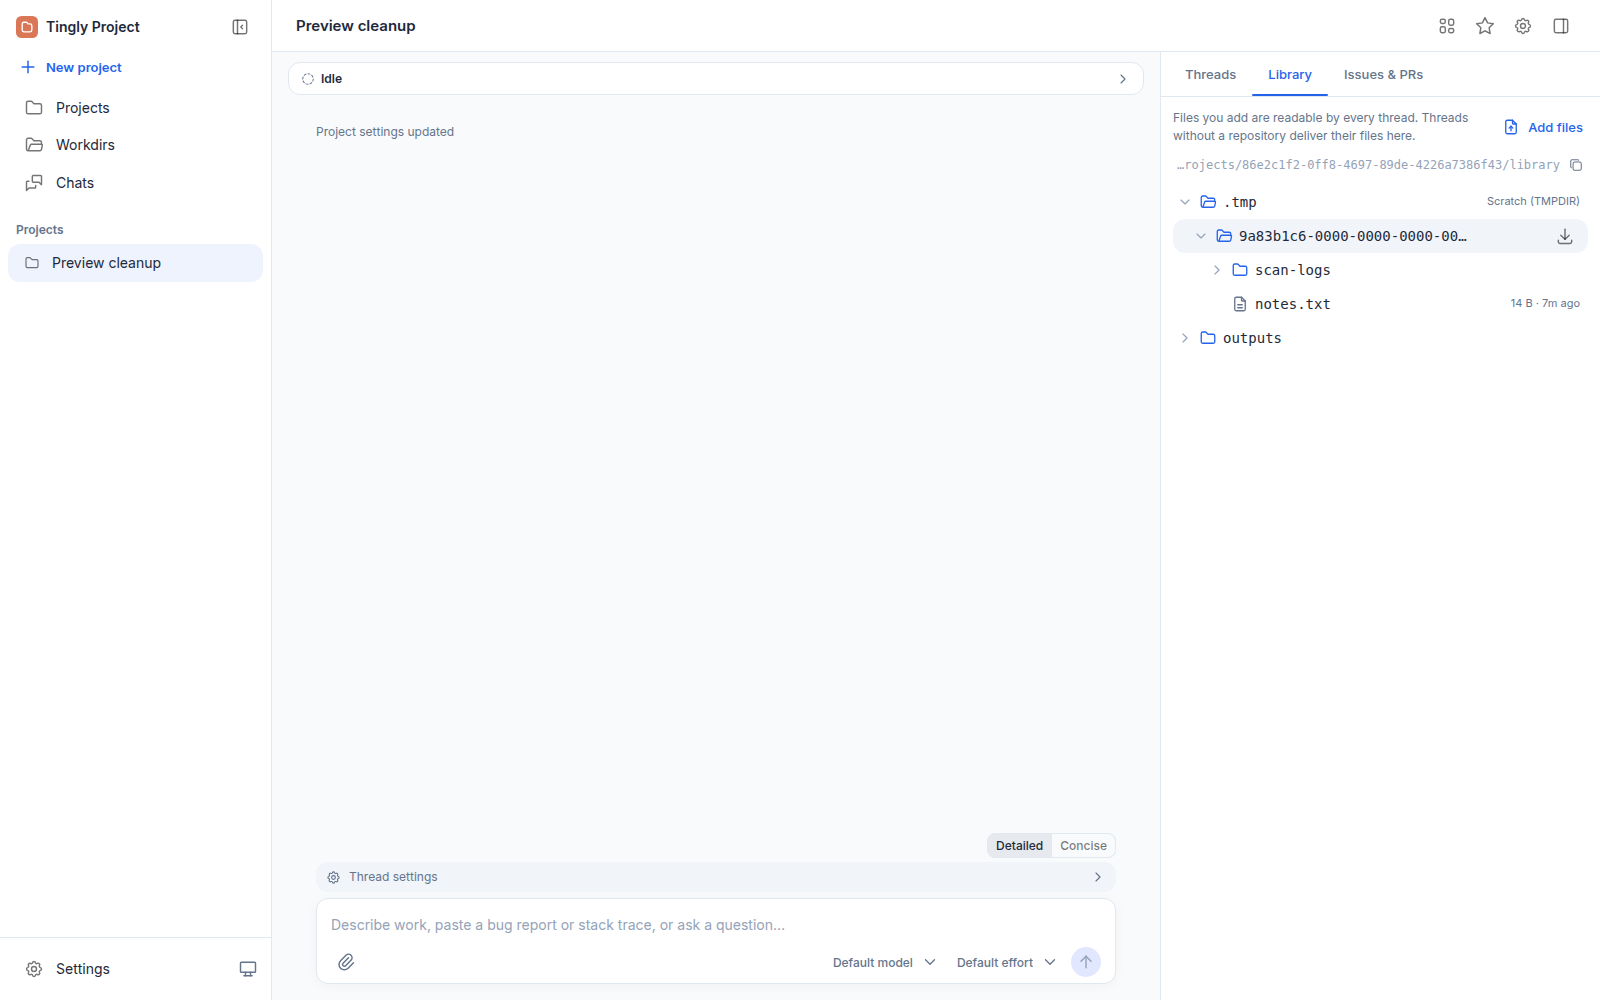 Tingly Project
New project
Projects
Workdirs
Chats
Projects
Preview cleanup
Settings
Preview cleanup
Idle
Project settings updated
Detailed
Concise
Thread settings
Describe work, paste a bug report or stack trace, or ask a question...
Default model
Default effort
Threads
Library
Issues & PRs
Files you add are readable by every thread. Threads
without a repository deliver their files here.
Add files
…rojects/86e2c1f2-0ff8-4697-89de-4226a7386f43/library
.tmp
Scratch (TMPDIR)
9a83b1c6-0000-0000-0000-00…
scan-logs
notes.txt
14 B · 7m ago
outputs